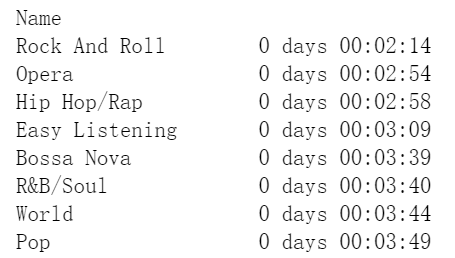 Name
Rock And Roll 0 days 00:02:14
Opera 0 days 00:02:54
Hip Hop/Rap 0 days 00:02:58
Easy Listening 0 days 00:03:09
Bossa Nova 0 days 00:03:39
R&B/Soul 0 days 00:03:40
World 0 days 00:03:44
Pop 0 days 00:03:49